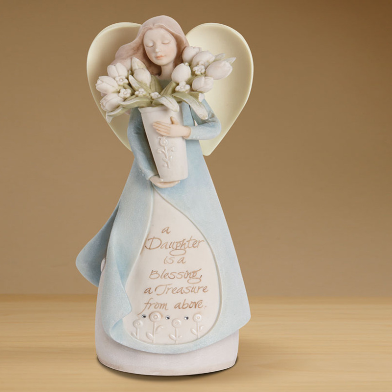 a
Daughter
is a
Blessing,
a Treasure
from above.